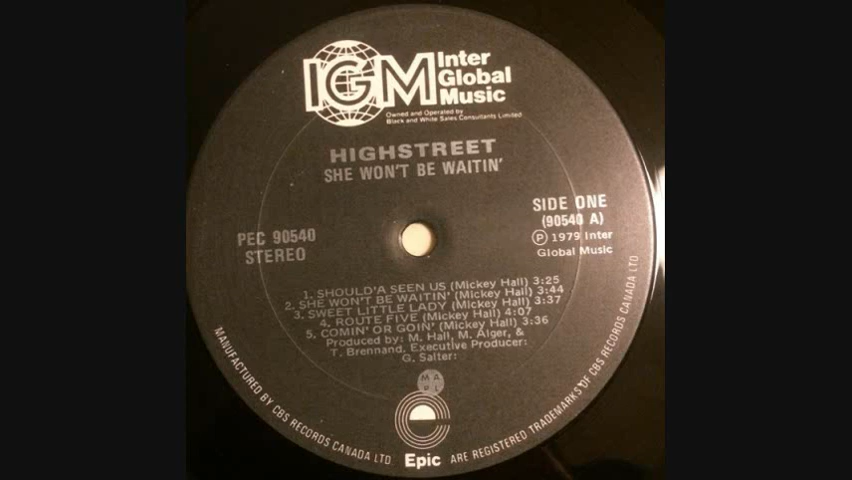 IGM
Inter
Global
Music
Owned and Operated by
Black and White Sales Consultants Limited
HIGHSTREET
SHE WON'T BE WAITIN'
SIDE ONE
(90540 A)
Ⓟ 1979 Inter
Global Music
PEC 90540
STEREO
1. SHOULD'A SEEN US (Mickey Hall) 3:25
2. SHE WON'T BE WAITIN' (Mickey Hall) 3:44
3. SWEET LITTLE LADY (Mickey Hall) 3:37
4. ROUTE FIVE (Mickey Hall) 4:07
5. COMIN' OR GOIN' (Mickey Hall) 3:36
Produced by: M. Hall, M. Alger, &
T. Brennand. Executive Producer:
G. Salter:
MA
PL
Epic
MANUFACTURED BY CBS RECORDS CANADA LTD.
ARE REGISTERED TRADEMARKS OF CBS RECORDS CANADA LTD.